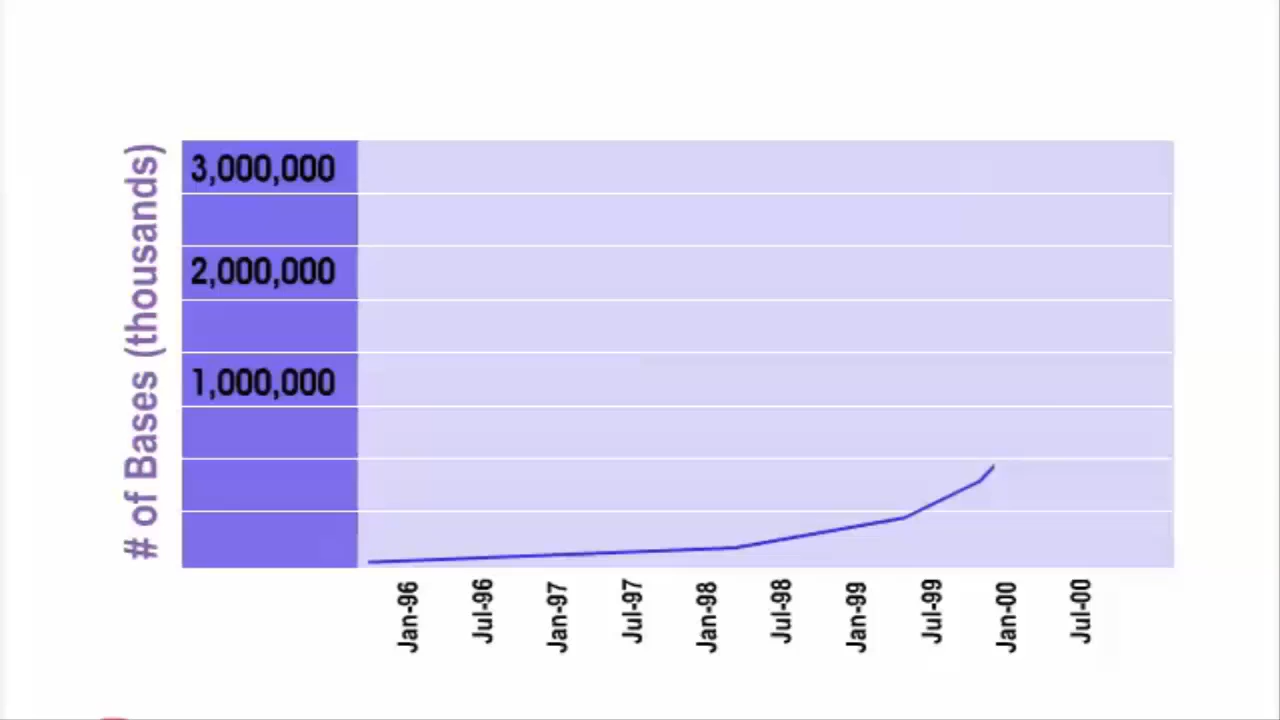 # of Bases (thousands)
3,000,000
2,000,000
1,000,000
Jan-96
Jul-96
Jan-97
Jul-97
Jan-98
Jul-98
Jan-99
Jul-99
Jan-00
Jul-00